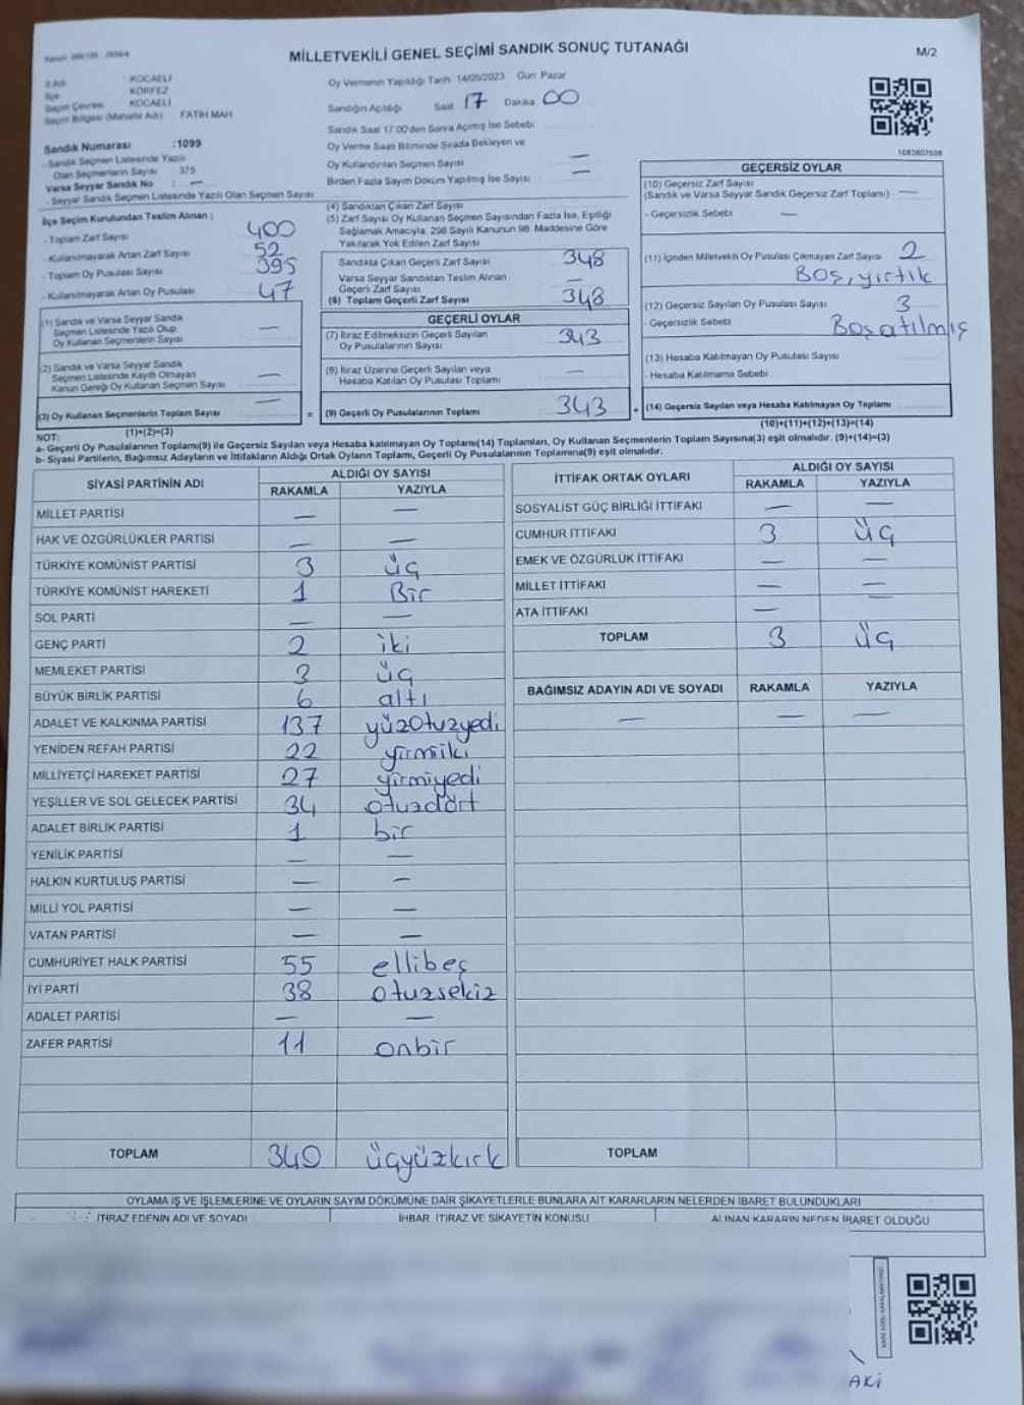 MİLLETVEKİLİ GENEL SEÇİMİ SANDIK SONUÇ TUTANAĞI
M/2
KOCAELİ
İlçe KÖRFEZ
Seçim Çevresi KOCAELİ
Seçim Bölgesi (Mahalle Adı) FATİH MAH
Oy Vermenin Yapıldığı Tarih 14/05/2023 Gün: Pazar
Sandığın Açıldığı Saat 17 Dakika 00
Sandık Saat 17.00'den Sonra Açılmış İse Sebebi
Oy Verme Saati Bitiminde Sırada Bekleyen ve
Oy Kullandırılan Seçmen Sayısı —
Birden Fazla Sayım Döküm Yapılmış İse Sayısı —
Sandık Numarası :1099
- Sandık Seçmen Listesinde Yazılı
Olan Seçmenlerin Sayısı 375
Varsa Seyyar Sandık No : —
- Seyyar Sandık Seçmen Listesinde Yazılı Olan Seçmen Sayısı
İlçe Seçim Kurulundan Teslim Alınan ;
- Toplam Zarf Sayısı 400
- Kullanılmayarak Artan Zarf Sayısı 52
- Toplam Oy Pusulası Sayısı 395
- Kullanılmayarak Artan Oy Pusulası 47
(1) Sandık ve Varsa Seyyar Sandık
Seçmen Listesinde Yazılı Olup
Oy Kullanan Seçmenlerin Sayısı —
(2) Sandık ve Varsa Seyyar Sandık
Seçmen Listesinde Kayıtlı Olmayan
Kanun Gereği Oy Kullanan Seçmen Sayısı —
(3) Oy Kullanan Seçmenlerin Toplam Sayısı —
(1)+(2)=(3)
(4) Sandıktan Çıkan Zarf Sayısı
(5) Zarf Sayısı Oy Kullanan Seçmen Sayısından Fazla İse, Eşitliği
Sağlamak Amacıyla, 298 Sayılı Kanunun 98. Maddesine Göre
Yakılarak Yok Edilen Zarf Sayısı
Sandıkta Çıkan Geçerli Zarf Sayısı 348
Varsa Seyyar Sandıktan Teslim Alınan
Geçerli Zarf Sayısı —
(6) Toplam Geçerli Zarf Sayısı 348
GEÇERLİ OYLAR
(7) İtiraz Edilmeksizin Geçerli Sayılan
Oy Pusulalarının Sayısı 343
(8) İtiraz Üzerine Geçerli Sayılan veya
Hesaba Katılan Oy Pusulası Toplamı —
= (9) Geçerli Oy Pusulalarının Toplamı 343 +
GEÇERSİZ OYLAR
(10) Geçersiz Zarf Sayısı
(Sandık ve Varsa Seyyar Sandık Geçersiz Zarf Toplamı) —
- Geçersizlik Sebebi —
(11) İçinden Milletvekili Oy Pusulası Çıkmayan Zarf Sayısı 2
Boş, yırtık
(12) Geçersiz Sayılan Oy Pusulası Sayısı 3
- Geçersizlik Sebebi Boş atılmış
(13) Hesaba Katılmayan Oy Pusulası Sayısı
- Hesaba Katılmama Sebebi
(14) Geçersiz Sayılan veya Hesaba Katılmayan Oy Toplamı
(10)+(11)+(12)+(13)=(14)
NOT:
a- Geçerli Oy Pusulalarının Toplamı(9) ile Geçersiz Sayılan veya Hesaba katılmayan Oy Toplamı(14) Toplamları, Oy Kullanan Seçmenlerin Toplam Sayısına(3) eşit olmalıdır. (9)+(14)=(3)
b- Siyasi Partilerin, Bağımsız Adayların ve İttifakların Aldığı Ortak Oyların Toplamı, Geçerli Oy Pusulalarının Toplamına(9) eşit olmalıdır.
SİYASİ PARTİNİN ADI ALDIĞI OY SAYISI
RAKAMLA YAZIYLA
MİLLET PARTİSİ — —
HAK VE ÖZGÜRLÜKLER PARTİSİ — —
TÜRKİYE KOMÜNİST PARTİSİ 3 üç
TÜRKİYE KOMÜNİST HAREKETİ 1 Bir
SOL PARTİ — —
GENÇ PARTİ 2 iki
MEMLEKET PARTİSİ 3 üç
BÜYÜK BİRLİK PARTİSİ 6 altı
ADALET VE KALKINMA PARTİSİ 137 yüzotuzyedi
YENİDEN REFAH PARTİSİ 22 yirmiiki
MİLLİYETÇİ HAREKET PARTİSİ 27 yirmiyedi
YEŞİLLER VE SOL GELECEK PARTİSİ 34 otuzdört
ADALET BİRLİK PARTİSİ 1 bir
YENİLİK PARTİSİ — —
HALKIN KURTULUŞ PARTİSİ — —
MİLLİ YOL PARTİSİ — —
VATAN PARTİSİ — —
CUMHURİYET HALK PARTİSİ 55 ellibeş
İYİ PARTİ 38 otuzsekiz
ADALET PARTİSİ — —
ZAFER PARTİSİ 11 onbir
TOPLAM 340 üçyüzkırk
İTTİFAK ORTAK OYLARI ALDIĞI OY SAYISI
RAKAMLA YAZIYLA
SOSYALİST GÜÇ BİRLİĞİ İTTİFAKI — —
CUMHUR İTTİFAKI 3 üç
EMEK VE ÖZGÜRLÜK İTTİFAKI — —
MİLLET İTTİFAKI — —
ATA İTTİFAKI — —
TOPLAM 3 üç
BAĞIMSIZ ADAYIN ADI VE SOYADI RAKAMLA YAZIYLA
— — —
TOPLAM
OYLAMA İŞ VE İŞLEMLERİNE VE OYLARIN SAYIM DÖKÜMÜNE DAİR ŞİKAYETLERLE BUNLARA AİT KARARLARIN NELERDEN İBARET BULUNDUKLARI
İTİRAZ EDENİN ADI VE SOYADI İHBAR, İTİRAZ VE ŞİKAYETİN KONUSU ALINAN KARARIN NEDEN İBARET OLDUĞU